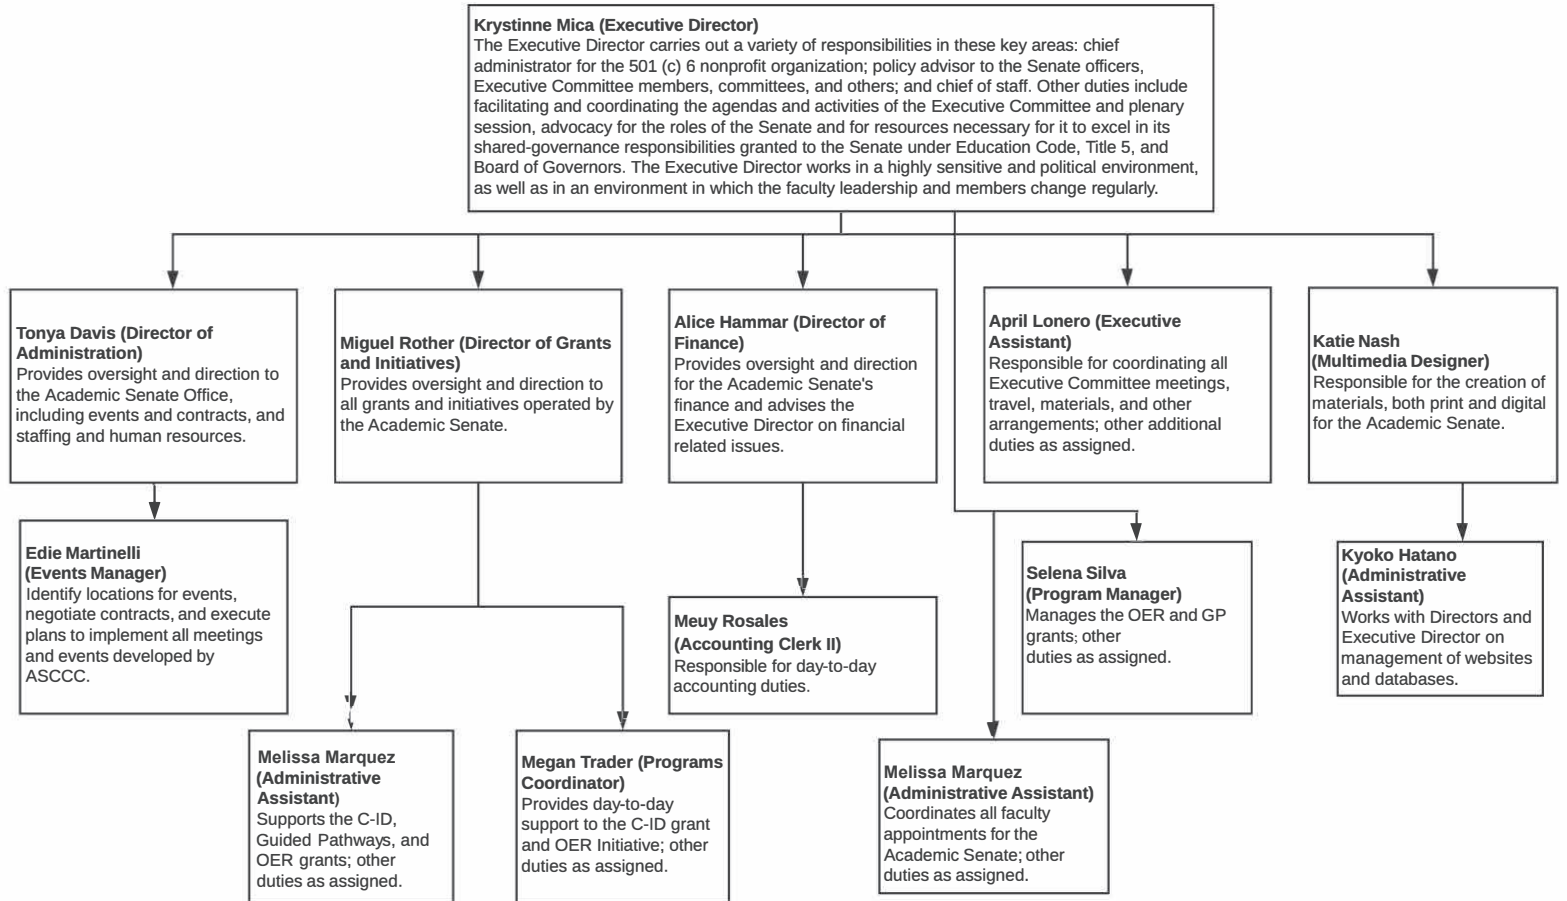 Krystinne Mica (Executive Director)
The Executive Director carries out a variety of responsibilities in these key areas: chief
administrator for the 501 (c) 6 nonprofit organization; policy advisor to the Senate officers,
Executive Committee members, committees, and others; and chief of staff. Other duties include
facilitating and coordinating the agendas and activities of the Executive Committee and plenary
session, advocacy for the roles of the Senate and for resources necessary for it to excel in its
shared-governance responsibilities granted to the Senate under Education Code, Title 5, and
Board of Governors. The Executive Director works in a highly sensitive and political environment,
as well as in an environment in which the faculty leadership and members change regularly.
Tonya Davis (Director of
Administration)
Provides oversight and direction to
the Academic Senate Office,
including events and contracts, and
staffing and human resources.
Miguel Rother (Director of Grants
and Initiatives)
Provides oversight and direction to
all grants and initiatives operated by
the Academic Senate.
Alice Hammar (Director of
Finance)
Provides oversight and direction
for the Academic Senate's
finance and advises the
Executive Director on financial
related issues.
April Lonero (Executive
Assistant)
Responsible for coordinating all
Executive Committee meetings,
travel, materials, and other
arrangements; other additional
duties as assigned.
Katie Nash
(Multimedia Designer)
Responsible for the creation of
materials, both print and digital
for the Academic Senate.
Edie Martinelli
(Events Manager)
Identify locations for events,
negotiate contracts, and execute
plans to implement all meetings
and events developed by
ASCCC.
Meuy Rosales
(Accounting Clerk II)
Responsible for day-to-day
accounting duties.
Selena Silva
(Program Manager)
Manages the OER and GP
grants; other
duties as assigned.
Kyoko Hatano
(Administrative
Assistant)
Works with Directors and
Executive Director on
management of websites
and databases.
Melissa Marquez
(Administrative
Assistant)
Supports the C-ID,
Guided Pathways, and
OER grants; other
duties as assigned.
Megan Trader (Programs
Coordinator)
Provides day-to-day
support to the C-ID grant
and OER Initiative; other
duties as assigned.
Melissa Marquez
(Administrative Assistant)
Coordinates all faculty
appointments for the
Academic Senate; other
duties as assigned.